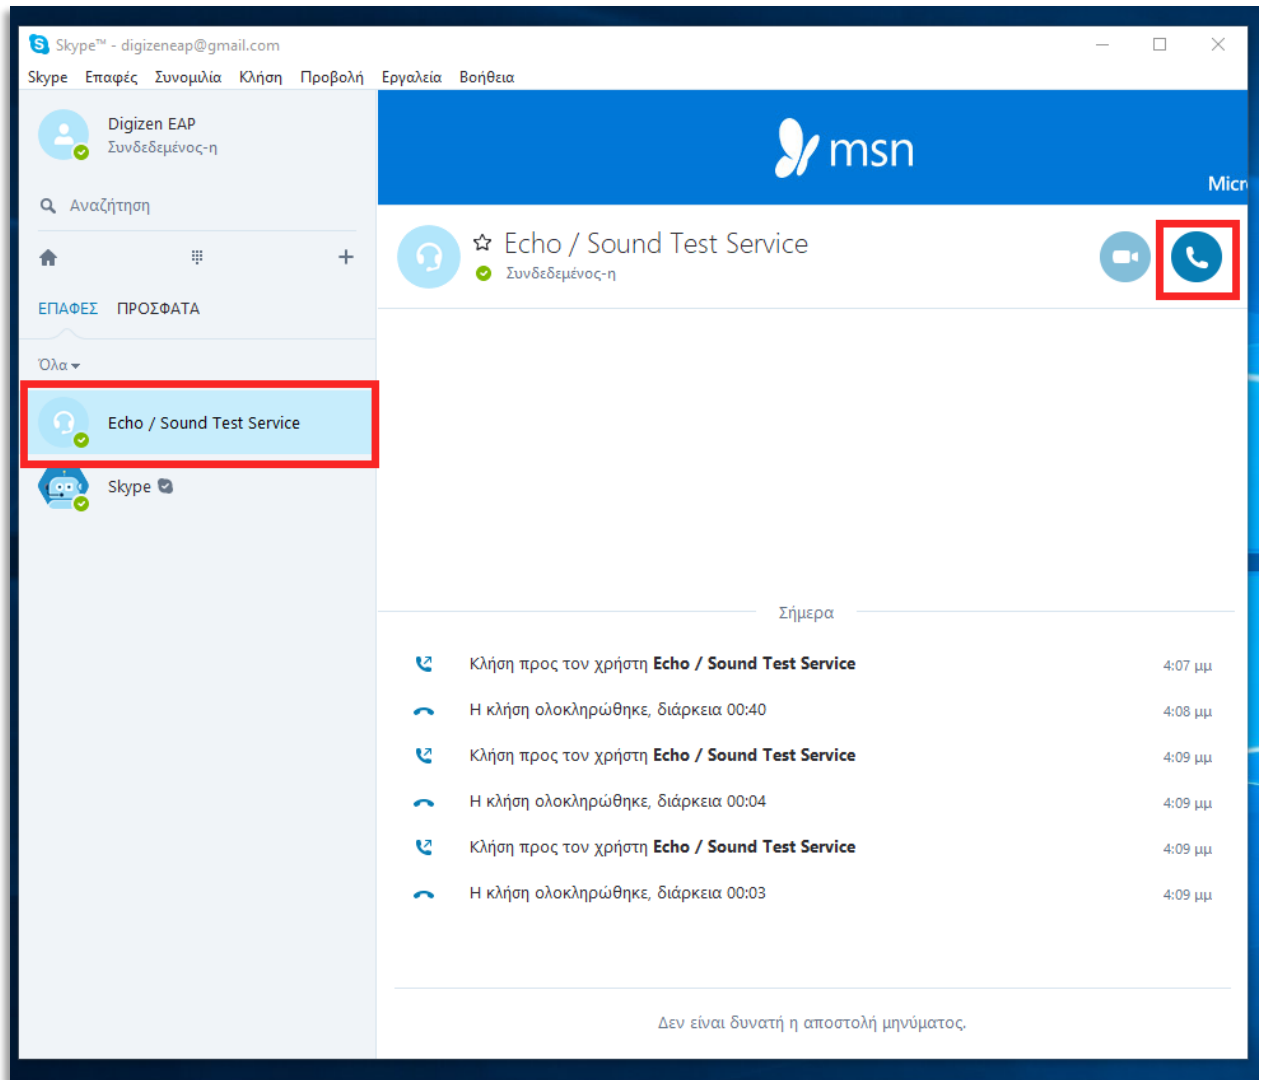 Skype™ - digizeneap@gmail.com
Skype Επαφές Συνομιλία Κλήση Προβολή Εργαλεία Βοήθεια
Digizen EAP
Συνδεδεμένος-η
Αναζήτηση
ΕΠΑΦΕΣ ΠΡΟΣΦΑΤΑ
Όλα
Echo / Sound Test Service
Skype
msn
Micr
Echo / Sound Test Service
Συνδεδεμένος-η
Σήμερα
Κλήση προς τον χρήστη Echo / Sound Test Service 4:07 μμ
Η κλήση ολοκληρώθηκε, διάρκεια 00:40 4:08 μμ
Κλήση προς τον χρήστη Echo / Sound Test Service 4:09 μμ
Η κλήση ολοκληρώθηκε, διάρκεια 00:04 4:09 μμ
Κλήση προς τον χρήστη Echo / Sound Test Service 4:09 μμ
Η κλήση ολοκληρώθηκε, διάρκεια 00:03 4:09 μμ
Δεν είναι δυνατή η αποστολή μηνύματος.